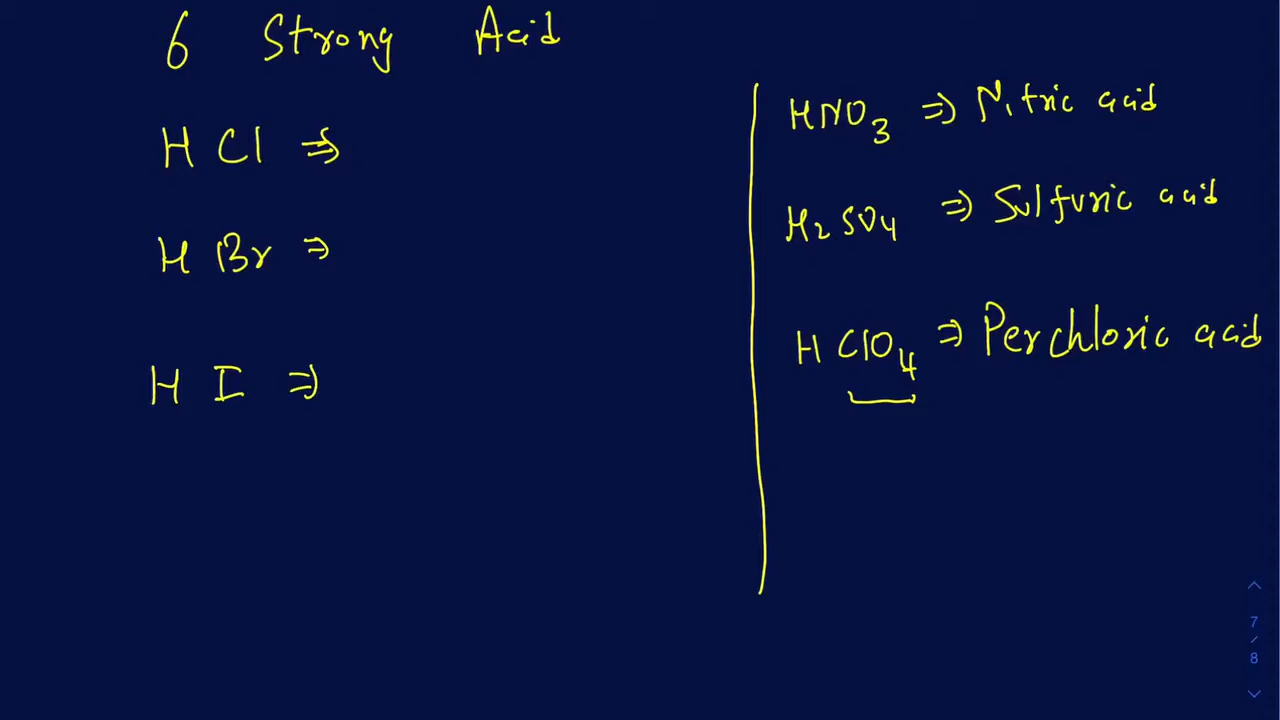 6 Strong Acid
HCl ⇒
HBr ⇒
HI ⇒
HNO3 ⇒ Nitric acid
H2SO4 ⇒ Sulfuric acid
HClO4 ⇒ Perchloric acid
7
/
8